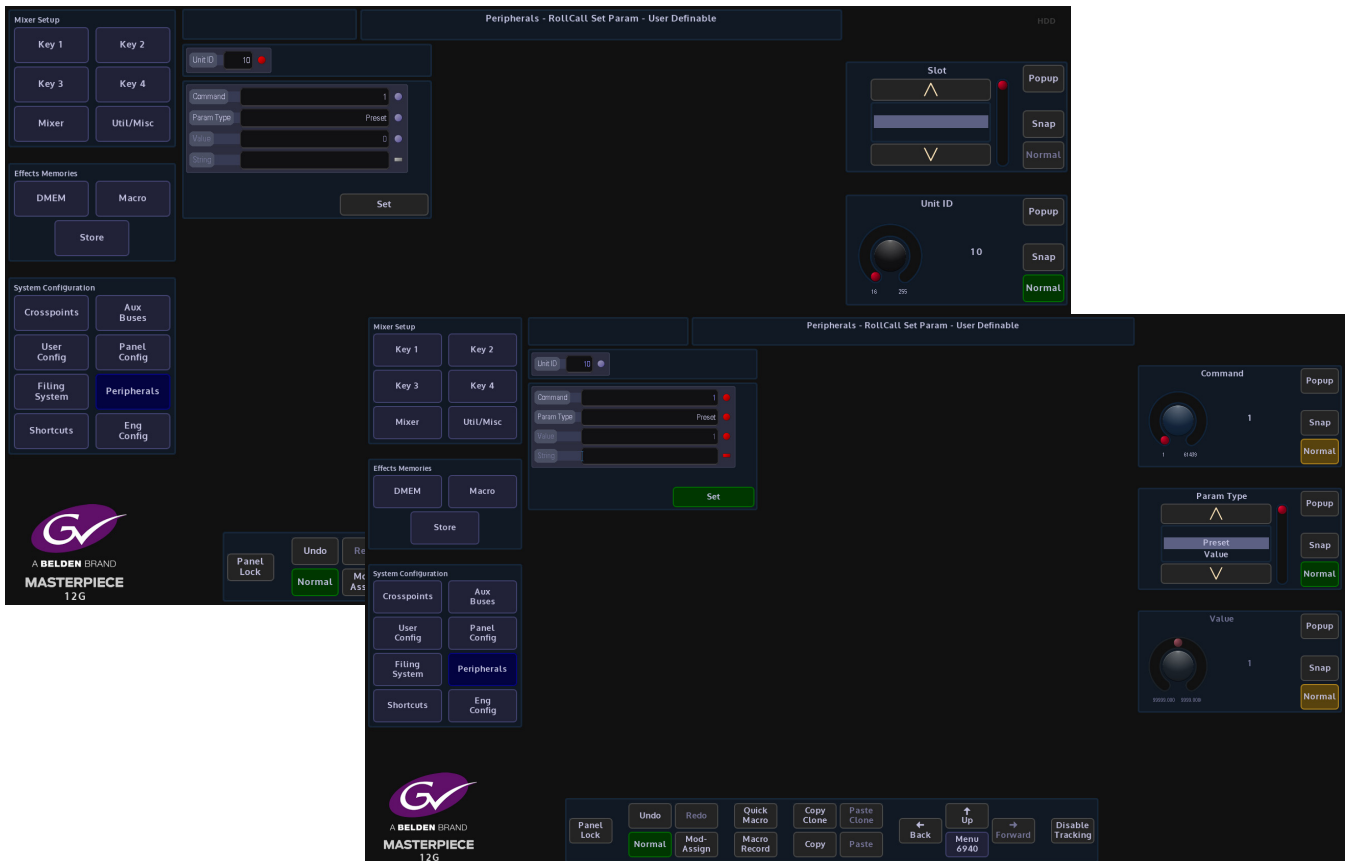 Mixer Setup
Peripherals - RollCall Set Param - User Definable
HDD
Key 1
Key 2
Key 3
Key 4
Mixer
Util/Misc
Unit ID 10
Command 1
Param Type Preset
Value 0
String
Set
Slot
Popup
Snap
Normal
Effects Memories
DMEM
Macro
Store
Unit ID
10
16 255
Popup
Snap
Normal
System Configuration
Crosspoints
Aux
Buses
User
Config
Panel
Config
Filing
System
Peripherals
Shortcuts
Eng
Config
GV
A BELDEN BRAND
MASTERPIECE
12G
Panel
Lock
Undo
Re
Normal
Mo
Ass
Mixer Setup
Peripherals - RollCall Set Param - User Definable
Key 1
Key 2
Key 3
Key 4
Mixer
Util/Misc
Unit ID 10
Command 1
Param Type Preset
Value 1
String
Set
Command
1
1 61439
Popup
Snap
Normal
Param Type
Preset
Value
Popup
Snap
Normal
Value
1
Popup
Snap
Normal
Effects Memories
DMEM
Macro
Store
System Configuration
Crosspoints
Aux
Buses
User
Config
Panel
Config
Filing
System
Peripherals
Shortcuts
Eng
Config
GV
A BELDEN BRAND
MASTERPIECE
12G
Panel
Lock
Undo
Redo
Normal
Mod-
Assign
Quick
Macro
Macro
Record
Copy
Clone
Paste
Clone
Copy
Paste
Back
Up
Menu
6940
Forward
Disable
Tracking